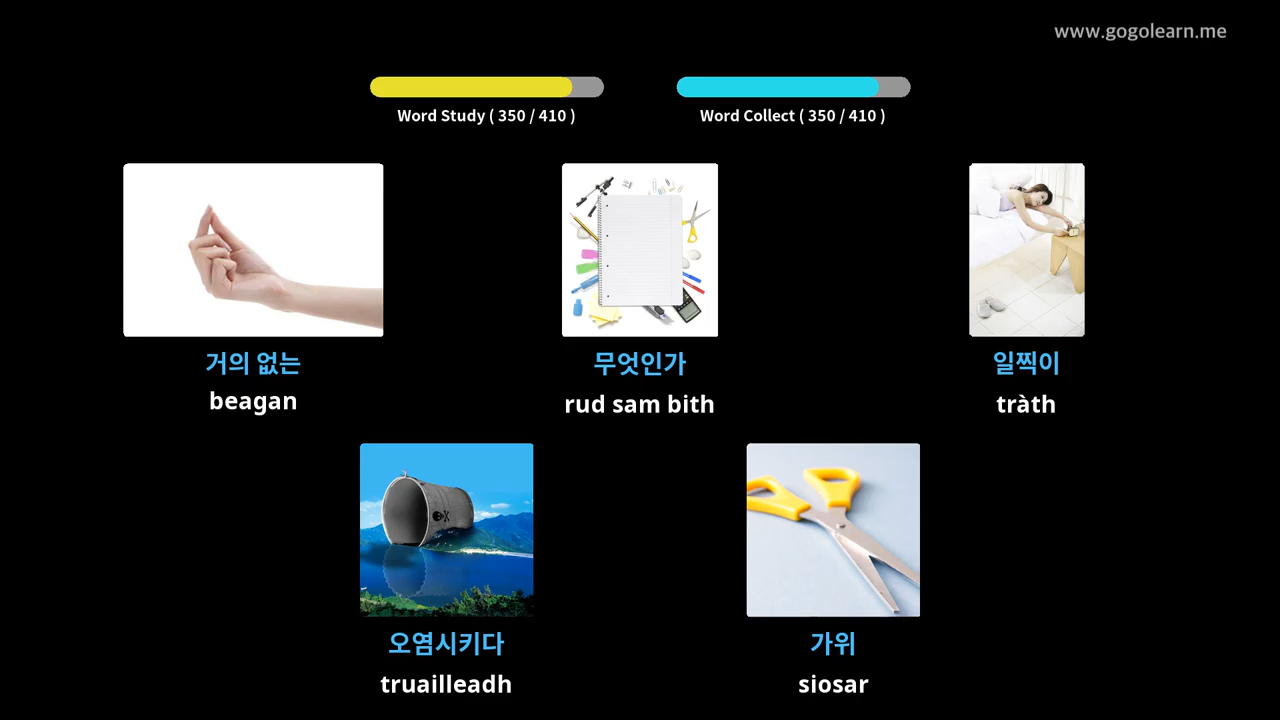 www.gogolearn.me
Word Study ( 350 / 410 )
Word Collect ( 350 / 410 )
거의 없는
beagan
무엇인가
rud sam bith
일찍이
tràth
오염시키다
truailleadh
가위
siosar